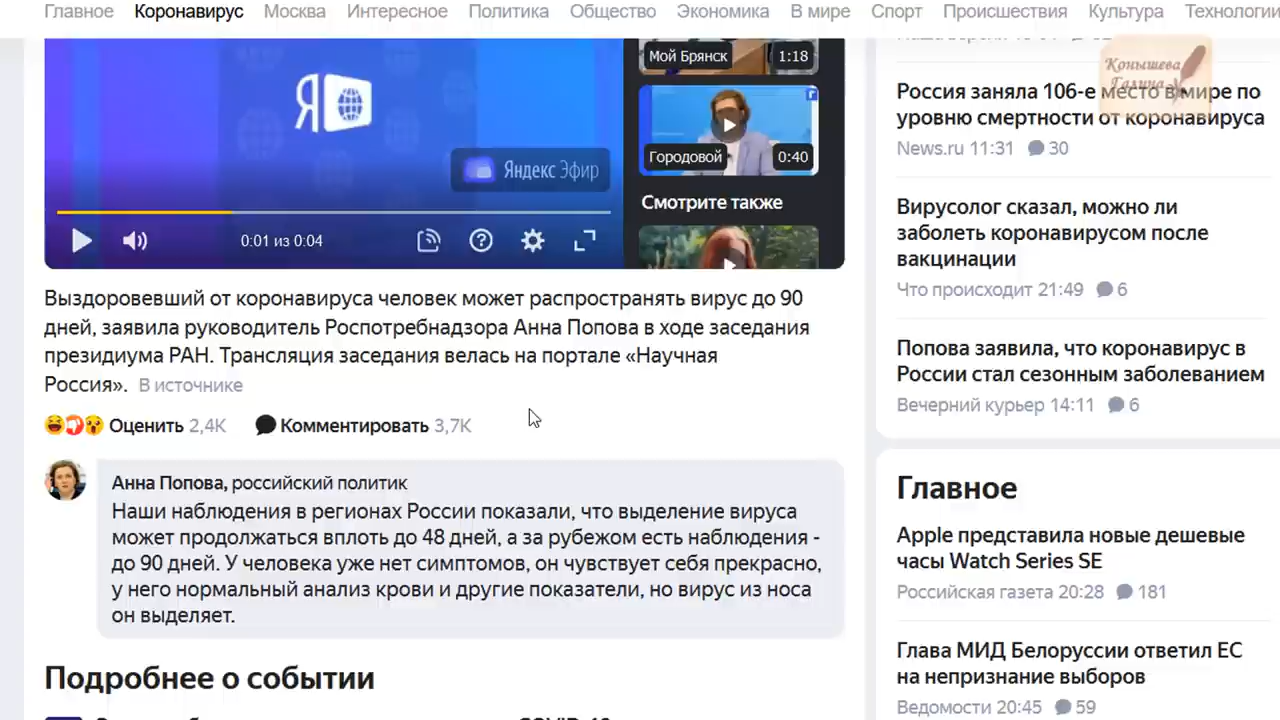 Главное Коронавирус Москва Интересное Политика Общество Экономика В мире Спорт Происшествия Культура Технологии
Я
Яндекс Эфир
0:01 из 0:04
Мой Брянск 1:18
Городовой 0:40
Смотрите также
Выздоровевший от коронавируса человек может распространять вирус до 90
дней, заявила руководитель Роспотребнадзора Анна Попова в ходе заседания
президиума РАН. Трансляция заседания велась на портале «Научная
Россия». В источнике
Оценить 2,4K Комментировать 3,7K
Анна Попова, российский политик
Наши наблюдения в регионах России показали, что выделение вируса
может продолжаться вплоть до 48 дней, а за рубежом есть наблюдения -
до 90 дней. У человека уже нет симптомов, он чувствует себя прекрасно,
у него нормальный анализ крови и другие показатели, но вирус из носа
он выделяет.
Подробнее о событии
Конышева
Галина
Россия заняла 106-е место в мире по
уровню смертности от коронавируса
News.ru 11:31 30
Вирусолог сказал, можно ли
заболеть коронавирусом после
вакцинации
Что происходит 21:49 6
Попова заявила, что коронавирус в
России стал сезонным заболеванием
Вечерний курьер 14:11 6
Главное
Apple представила новые дешевые
часы Watch Series SE
Российская газета 20:28 181
Глава МИД Белоруссии ответил ЕС
на непризнание выборов
Ведомости 20:45 59